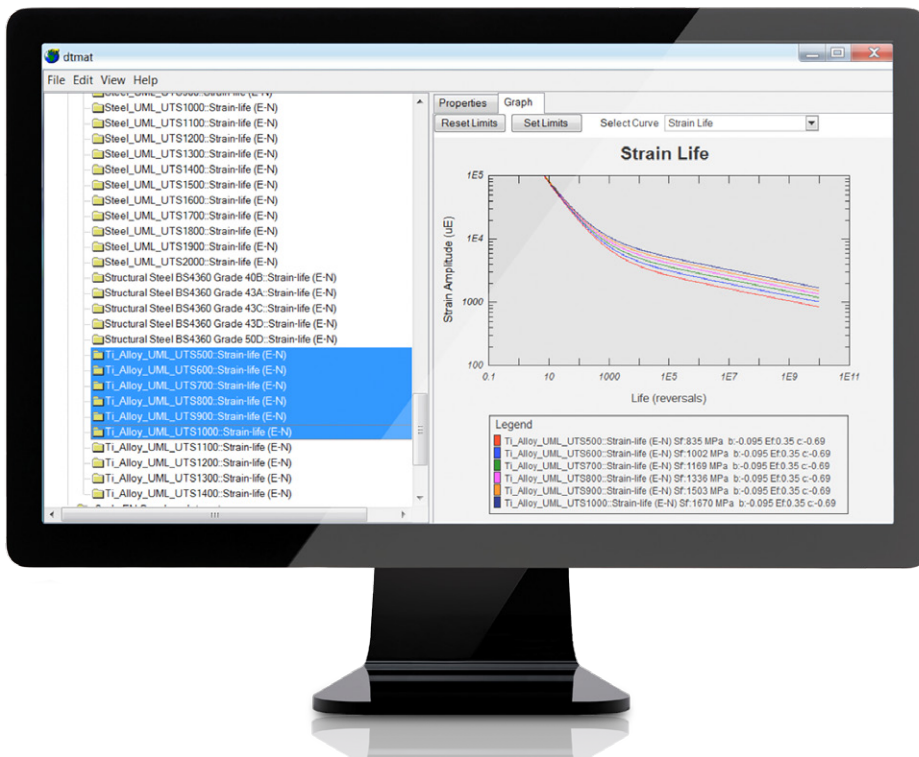 dtmat
File Edit View Help
Steel_UML_UTS1000::Strain-life (E-N)
Steel_UML_UTS1100::Strain-life (E-N)
Steel_UML_UTS1200::Strain-life (E-N)
Steel_UML_UTS1300::Strain-life (E-N)
Steel_UML_UTS1400::Strain-life (E-N)
Steel_UML_UTS1500::Strain-life (E-N)
Steel_UML_UTS1600::Strain-life (E-N)
Steel_UML_UTS1700::Strain-life (E-N)
Steel_UML_UTS1800::Strain-life (E-N)
Steel_UML_UTS1900::Strain-life (E-N)
Steel_UML_UTS2000::Strain-life (E-N)
Structural Steel BS4360 Grade 40B::Strain-life (E-N)
Structural Steel BS4360 Grade 43A::Strain-life (E-N)
Structural Steel BS4360 Grade 43C::Strain-life (E-N)
Structural Steel BS4360 Grade 43D::Strain-life (E-N)
Structural Steel BS4360 Grade 50D::Strain-life (E-N)
Ti_Alloy_UML_UTS500::Strain-life (E-N)
Ti_Alloy_UML_UTS600::Strain-life (E-N)
Ti_Alloy_UML_UTS700::Strain-life (E-N)
Ti_Alloy_UML_UTS800::Strain-life (E-N)
Ti_Alloy_UML_UTS900::Strain-life (E-N)
Ti_Alloy_UML_UTS1000::Strain-life (E-N)
Ti_Alloy_UML_UTS1100::Strain-life (E-N)
Ti_Alloy_UML_UTS1200::Strain-life (E-N)
Ti_Alloy_UML_UTS1300::Strain-life (E-N)
Ti_Alloy_UML_UTS1400::Strain-life (E-N)
Properties Graph
Reset Limits Set Limits Select Curve Strain Life
Strain Life
1E5
1E4
1000
100
Strain Amplitude (uE)
0.1 10 1000 1E5 1E7 1E9 1E11
Life (reversals)
Legend
Ti_Alloy_UML_UTS500::Strain-life (E-N) Sf:835 MPa b:-0.095 Ef:0.35 c:-0.69
Ti_Alloy_UML_UTS600::Strain-life (E-N) Sf:1002 MPa b:-0.095 Ef:0.35 c:-0.69
Ti_Alloy_UML_UTS700::Strain-life (E-N) Sf:1169 MPa b:-0.095 Ef:0.35 c:-0.69
Ti_Alloy_UML_UTS800::Strain-life (E-N) Sf:1336 MPa b:-0.095 Ef:0.35 c:-0.69
Ti_Alloy_UML_UTS900::Strain-life (E-N) Sf:1503 MPa b:-0.095 Ef:0.35 c:-0.69
Ti_Alloy_UML_UTS1000::Strain-life (E-N) Sf:1670 MPa b:-0.095 Ef:0.35 c:-0.69